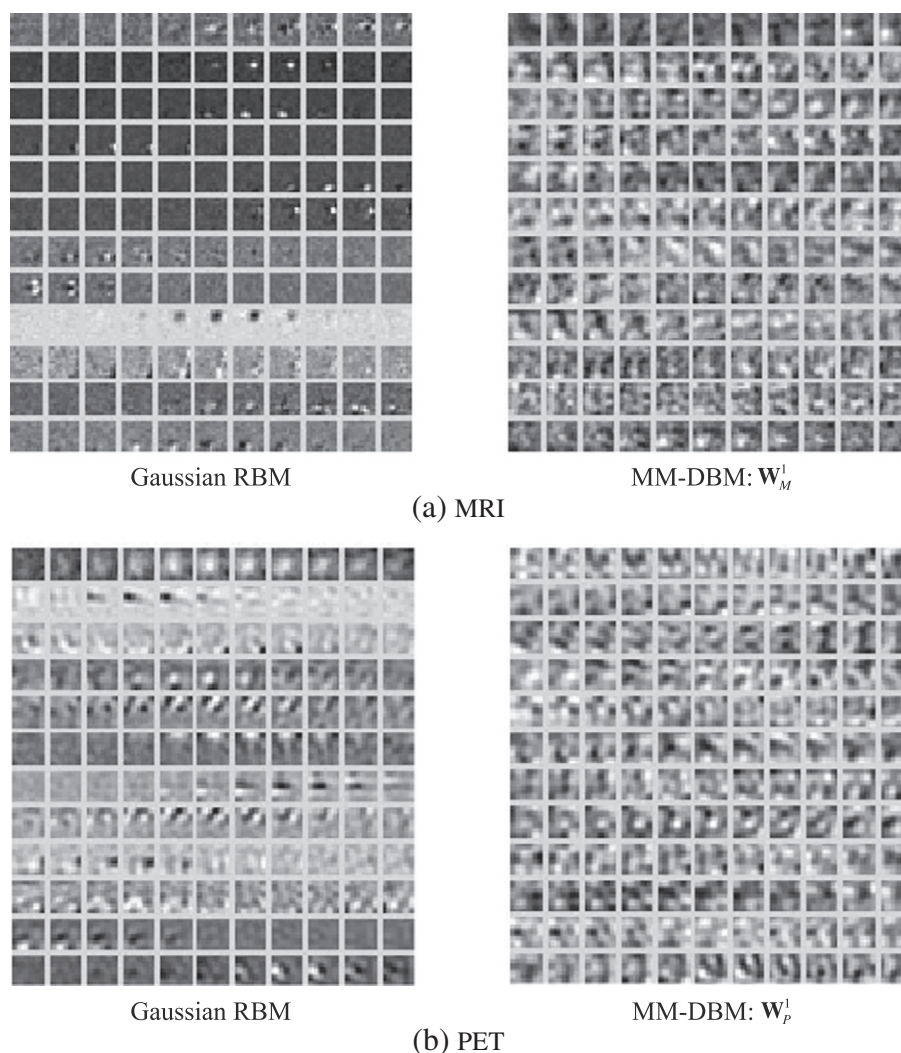 Gaussian RBM
MM-DBM: W¹_M
(a) MRI
Gaussian RBM
MM-DBM: W¹_P
(b) PET